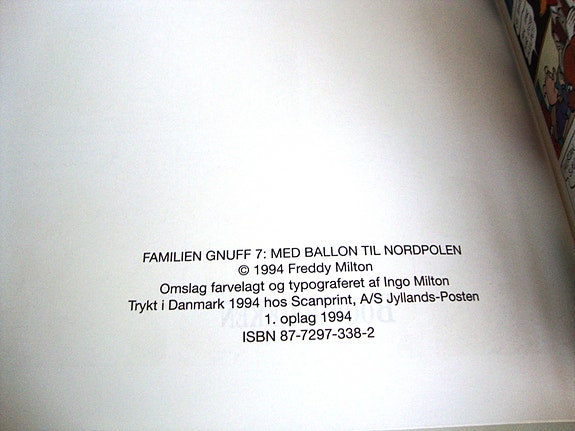 FAMILIEN GNUFF 7: MED BALLON TIL NORDPOLEN
© 1994 Freddy Milton
Omslag farvelagt og typograferet af Ingo Milton
Trykt i Danmark 1994 hos Scanprint, A/S Jyllands-Posten
1. oplag 1994
ISBN 87-7297-338-2